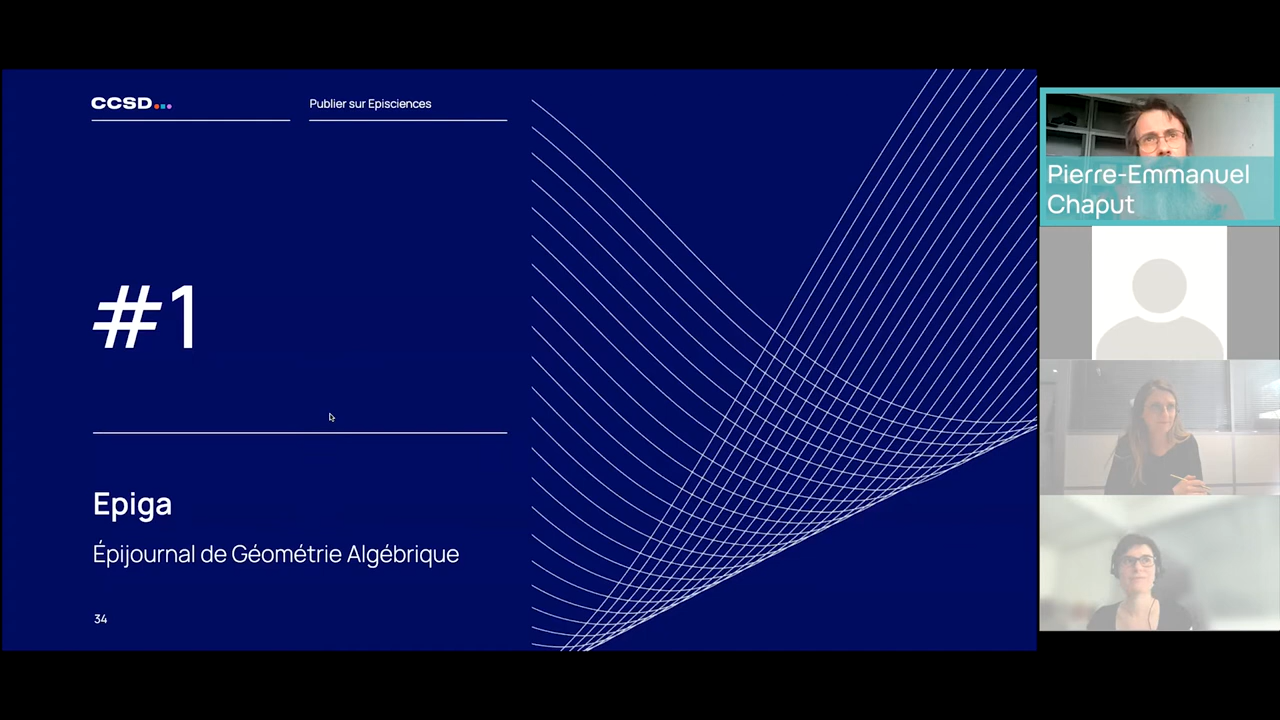 CCSD
Publier sur Episciences
#1
Epiga
Épijournal de Géométrie Algébrique
34
Pierre-Emmanuel
Chaput